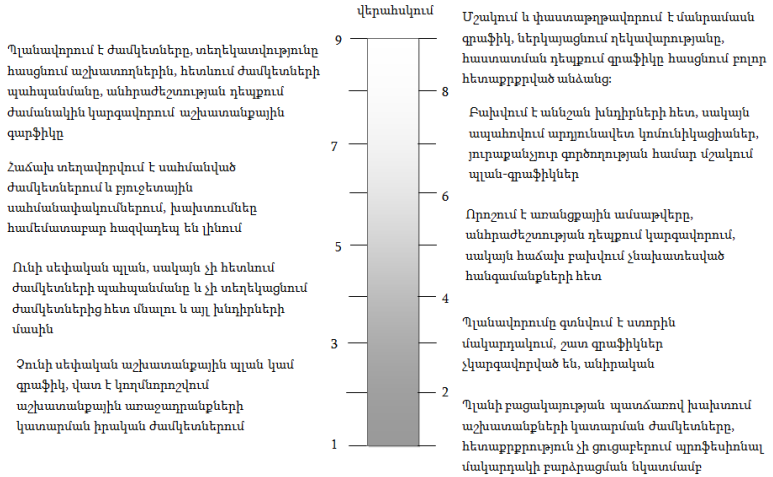 վերահսկում
Պլանավորում է ժամկետները, տեղեկատվությունը
հասցնում աշխատողներին, հետևում ժամկետների
պահպանմանը, անհրաժեշտության դեպքում
ժամանակին կարգավորում աշխատանքային
գարֆիկը
Հաճախ տեղավորվում է սահմանված
ժամկետներում և բյուջետային
սահմանափակումներում, խախտումնեը
համեմատաբար հազվադեպ են լինում
Ունի սեփական պլան, սակայն չի հետևում
ժամկետների պահպանմանը և չի տեղեկացնում
ժամկետներից հետ մնալու և այլ խնդիրների
մասին
Չունի սեփական աշխատանքային պլան կամ
գրաֆիկ, վատ է կողմնորոշվում
աշխատանքային առաջադրանքների
կատարման իրական ժամկետներում
9
8
7
6
5
4
3
2
1
Մշակում և փաստաթղթավորում է մանրամասն
գրաֆիկ, ներկայացնում ղեկավարությանը,
հաստատման դեպքում գրաֆիկը հասցնում բոլոր
հետաքրքրված անձանց:
Բախվում է աննշան խնդիրների հետ, սակայն
ապահովում արդյունավետ կոմունիկացիաներ,
յուրաքանչյուր գործողության համար մշակում
պլան-գրաֆիկներ
Որոշում է առանցքային ամսաթվերը,
անհրաժեշտության դեպքում կարգավորում,
սակայն հաճախ բախվում չնախատեսված
հանգամանքների հետ
Պլանավորումը գտնվում է ստորին
մակարդակում, շատ գրաֆիկներ
չկարգավորված են, անիրական
Պլանի բացակայության պատճառով խախտում
աշխատանքների կատարման ժամկետները,
հետաքրքրություն չի ցուցաբերում պրոֆեսիոնալ
մակարդակի բարձրացման նկատմամբ